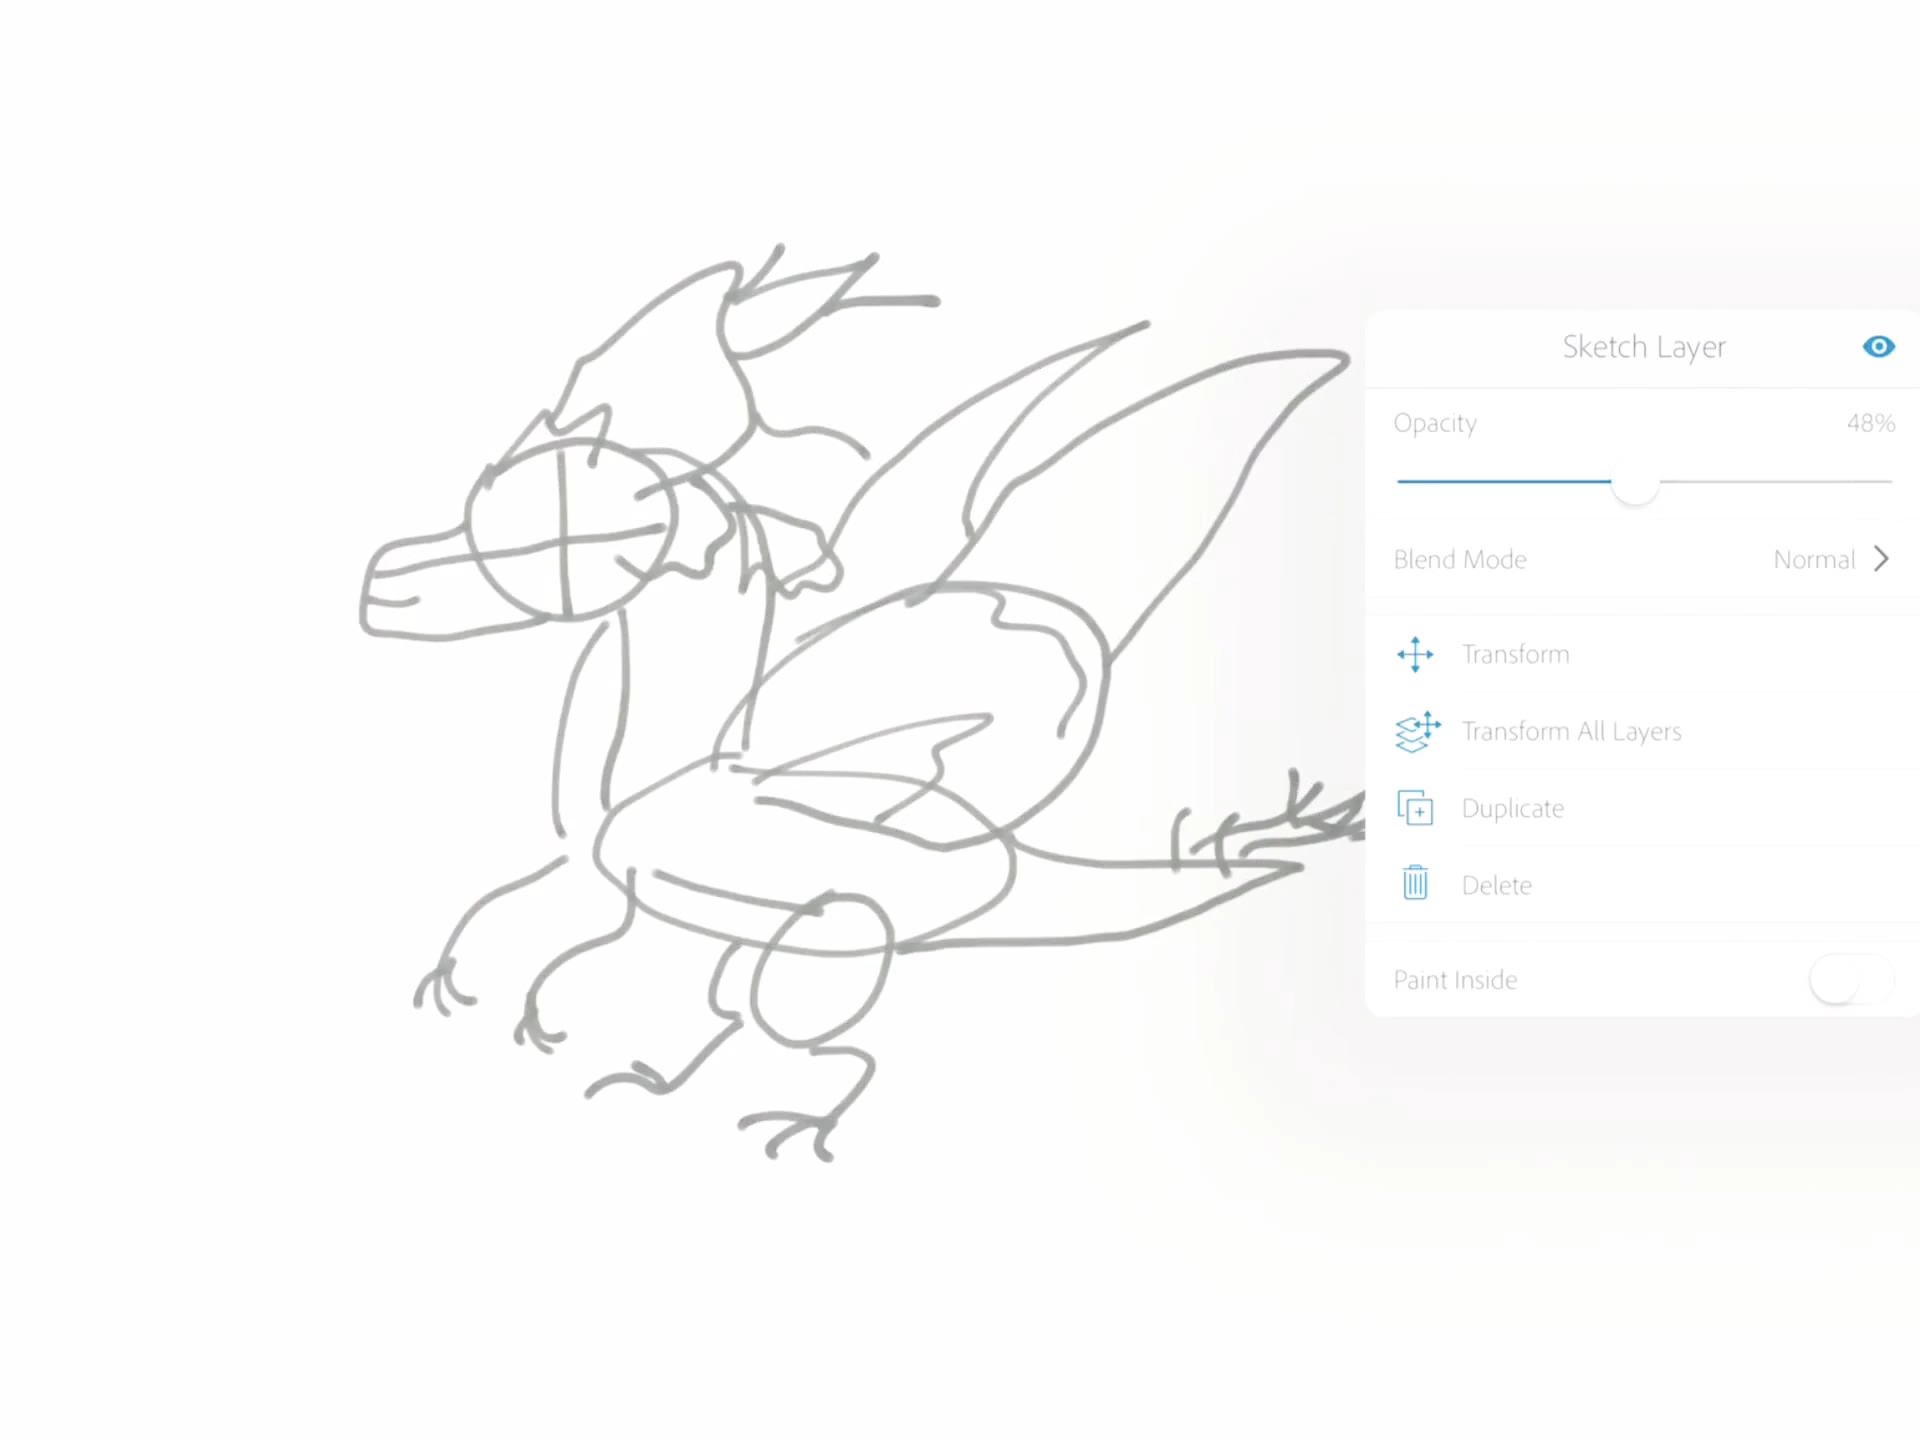 Sketch Layer
Opacity 48%
Blend Mode Normal
Transform
Transform All Layers
Duplicate
Delete
Paint Inside